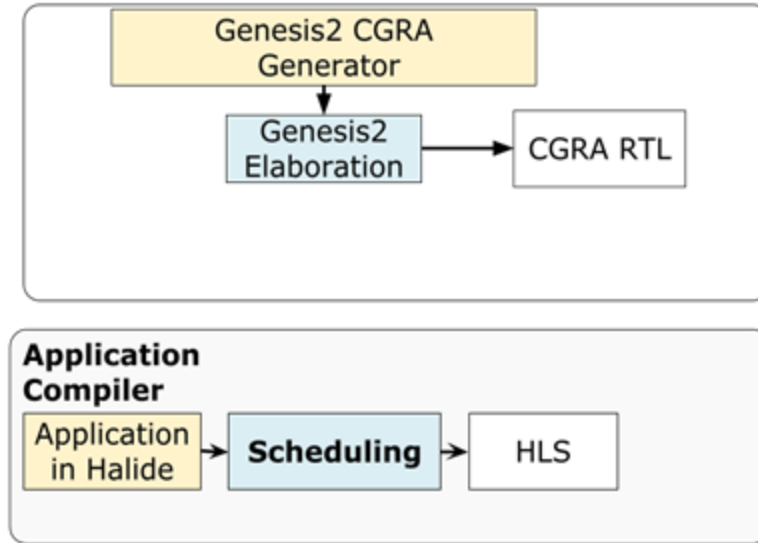 Genesis2 CGRA
Generator
Genesis2
Elaboration
CGRA RTL
Application
Compiler
Application
in Halide
Scheduling
HLS